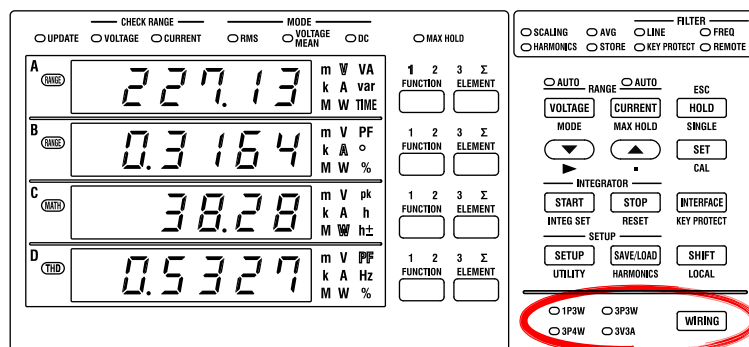 CHECK RANGE MODE
UPDATE VOLTAGE CURRENT RMS VOLTAGE MEAN DC MAX HOLD
FILTER
SCALING AVG LINE FREQ
HARMONICS STORE KEY PROTECT REMOTE
A RANGE 227.13 m V VA
k A var
M W TIME
1 2 3 Σ
FUNCTION ELEMENT
B RANGE 0.3164 m V PF
k A °
M W %
1 2 3 Σ
FUNCTION ELEMENT
C MATH 38.28 m V pk
k A h
M W h±
1 2 3 Σ
FUNCTION ELEMENT
D THD 0.5327 m V PF
k A Hz
M W %
1 2 3 Σ
FUNCTION ELEMENT
AUTO AUTO ESC
RANGE
VOLTAGE CURRENT HOLD
MODE MAX HOLD SINGLE
SET
CAL
INTEGRATOR
START STOP INTERFACE
INTEG SET RESET KEY PROTECT
SETUP
SETUP SAVE/LOAD SHIFT
UTILITY HARMONICS LOCAL
1P3W 3P3W
3P4W 3V3A
WIRING